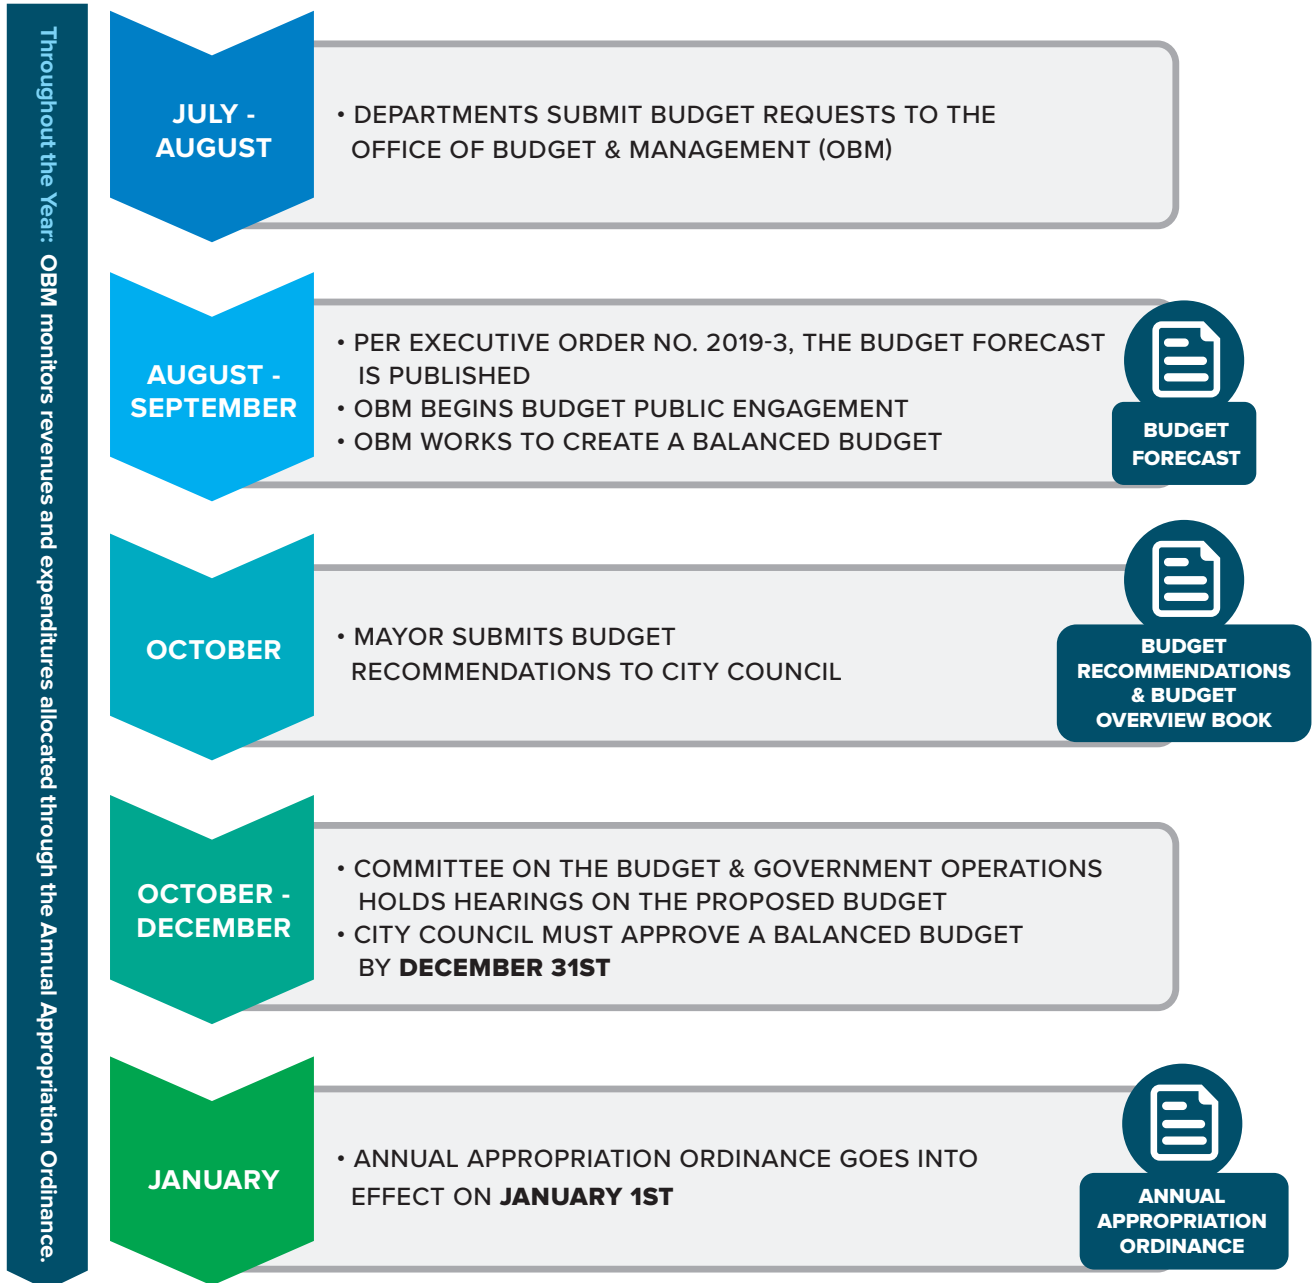 Throughout the Year: OBM monitors revenues and expenditures allocated through the Annual Appropriation Ordinance.
JULY -
AUGUST
• DEPARTMENTS SUBMIT BUDGET REQUESTS TO THE
OFFICE OF BUDGET & MANAGEMENT (OBM)
AUGUST -
SEPTEMBER
• PER EXECUTIVE ORDER NO. 2019-3, THE BUDGET FORECAST
IS PUBLISHED
• OBM BEGINS BUDGET PUBLIC ENGAGEMENT
• OBM WORKS TO CREATE A BALANCED BUDGET
BUDGET
FORECAST
OCTOBER
• MAYOR SUBMITS BUDGET
RECOMMENDATIONS TO CITY COUNCIL
BUDGET
RECOMMENDATIONS
& BUDGET
OVERVIEW BOOK
OCTOBER -
DECEMBER
• COMMITTEE ON THE BUDGET & GOVERNMENT OPERATIONS
HOLDS HEARINGS ON THE PROPOSED BUDGET
• CITY COUNCIL MUST APPROVE A BALANCED BUDGET
BY DECEMBER 31ST
JANUARY
• ANNUAL APPROPRIATION ORDINANCE GOES INTO
EFFECT ON JANUARY 1ST
ANNUAL
APPROPRIATION
ORDINANCE